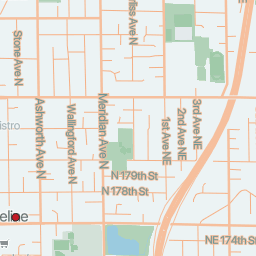 Stone Ave N
Ashworth Ave N
Wallingford Ave N
Meridian Ave N
1st Ave NE
2nd Ave NE
3rd Ave NE
N 179th St
N 178th St
NE 174th St